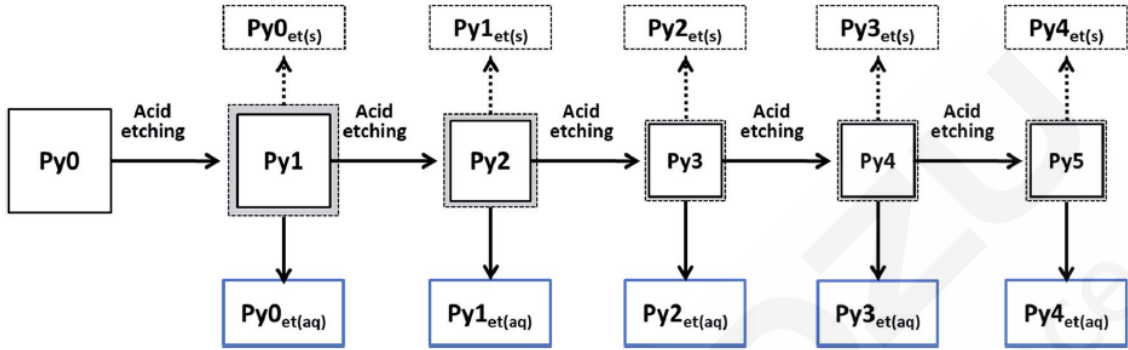 Py0et(s) Py1et(s) Py2et(s) Py3et(s) Py4et(s)
Acid etching Acid etching Acid etching Acid etching Acid etching
Py0 Py1 Py2 Py3 Py4 Py5
Py0et(aq) Py1et(aq) Py2et(aq) Py3et(aq) Py4et(aq)